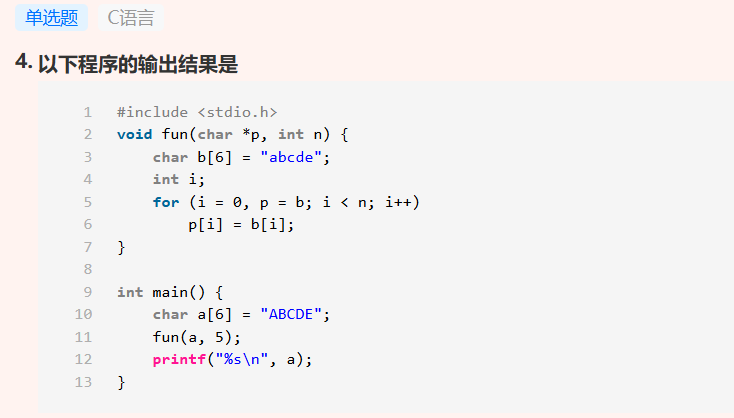 单选题 C语言
4. 以下程序的输出结果是
1 #include <stdio.h>
2 void fun(char *p, int n) {
3     char b[6] = "abcde";
4     int i;
5     for (i = 0, p = b; i < n; i++)
6         p[i] = b[i];
7 }
8
9 int main() {
10     char a[6] = "ABCDE";
11     fun(a, 5);
12     printf("%s\n", a);
13 }